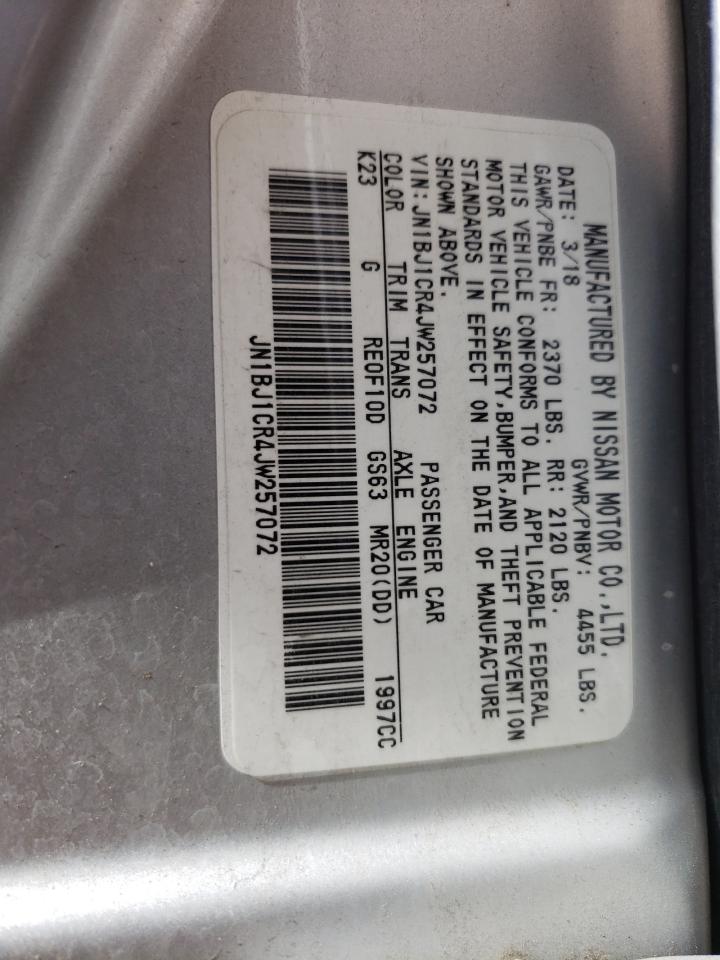 MANUFACTURED BY NISSAN MOTOR CO.,LTD.
DATE: 3/18 GVWR/PNBV: 4455 LBS.
GAWR/PNBE FR: 2370 LBS. RR: 2120 LBS.
THIS VEHICLE CONFORMS TO ALL APPLICABLE FEDERAL
MOTOR VEHICLE SAFETY,BUMPER,AND THEFT PREVENTION
STANDARDS IN EFFECT ON THE DATE OF MANUFACTURE
SHOWN ABOVE.
VIN:JN1BJ1CR4JW257072 PASSENGER CAR
COLOR TRIM TRANS AXLE ENGINE
K23 G RE0F10D GS63 MR20(DD) 1997CC
JN1BJ1CR4JW257072